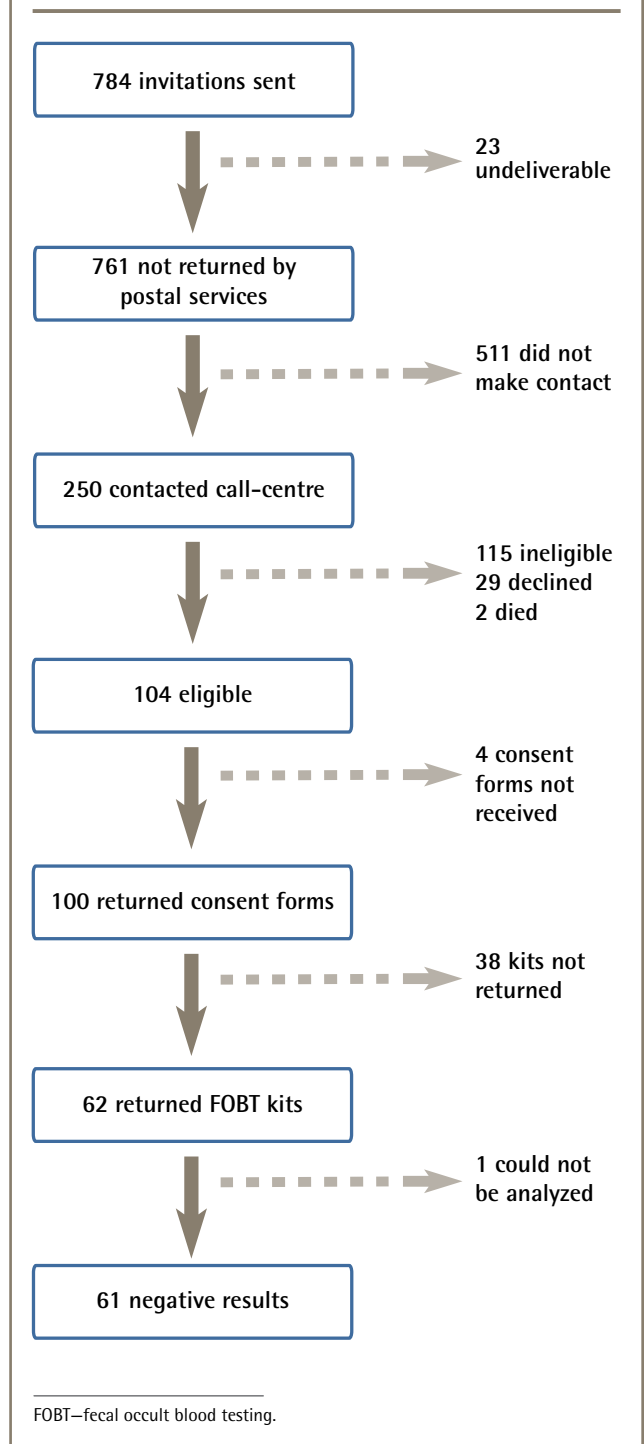 784 invitations sent
23
undeliverable
761 not returned by
postal services
511 did not
make contact
250 contacted call-centre
115 ineligible
29 declined
2 died
104 eligible
4 consent
forms not
received
100 returned consent forms
38 kits not
returned
62 returned FOBT kits
1 could not
be analyzed
61 negative results
FOBT—fecal occult blood testing.